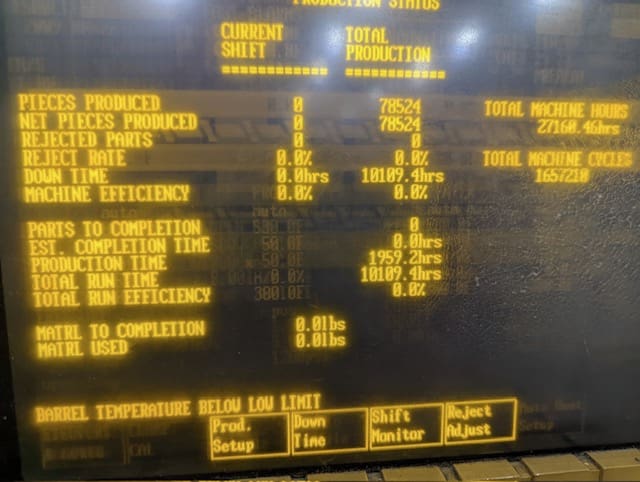 PRODUCTION STATUS
CURRENT SHIFT TOTAL PRODUCTION
PIECES PRODUCED 0 78524
NET PIECES PRODUCED 0 78524
REJECTED PARTS 0 0
REJECT RATE 0.0% 0.0%
DOWN TIME 0.0hrs 10109.4hrs
MACHINE EFFICIENCY 0.0% 0.0%
TOTAL MACHINE HOURS
27160.46hrs
TOTAL MACHINE CYCLES
1657210
PARTS TO COMPLETION 0
EST. COMPLETION TIME 0.0hrs
PRODUCTION TIME 1959.2hrs
TOTAL RUN TIME 10109.4hrs
TOTAL RUN EFFICIENCY 0.0%
MATRL TO COMPLETION 0.0lbs
MATRL USED 0.0lbs
BARREL TEMPERATURE BELOW LOW LIMIT
Prod. Setup
Down Time
Shift Monitor
Reject Adjust